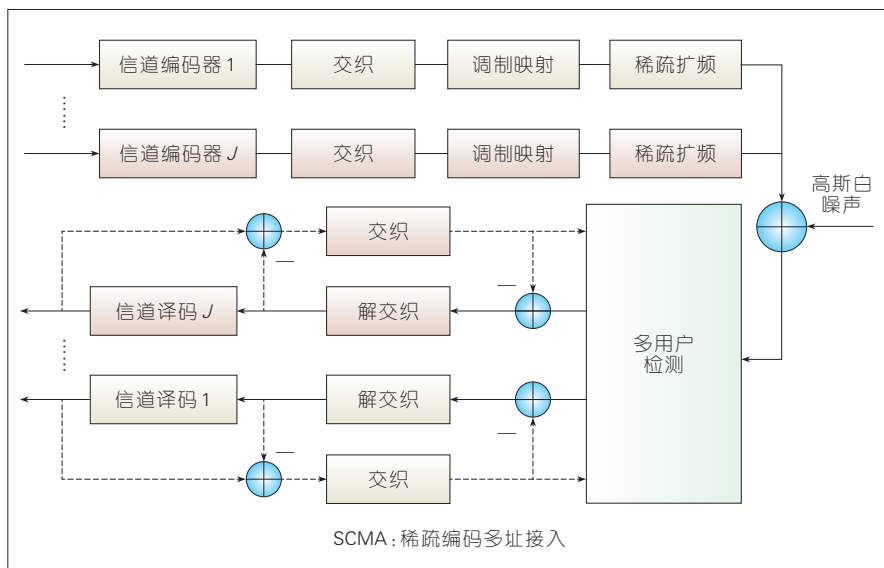 信道编码器 1
交织
调制映射
稀疏扩频
……
信道编码器 J
交织
调制映射
稀疏扩频
高斯白
噪声
交织
—
—
信道译码 J
解交织
多用户
检测
……
信道译码 1
解交织
—
—
交织
SCMA:稀疏编码多址接入